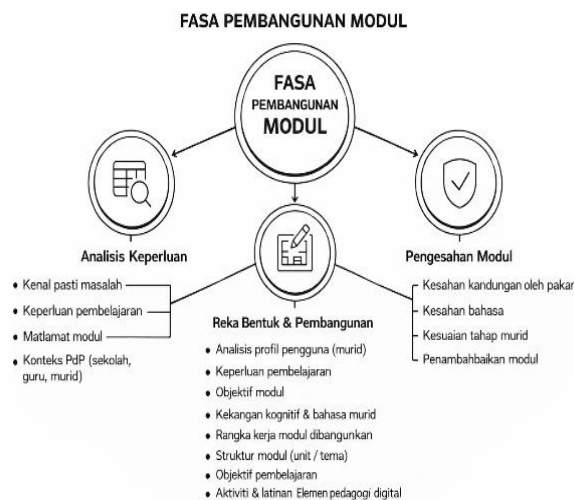 FASA PEMBANGUNAN MODUL
FASA
PEMBANGUNAN
MODUL
Analisis Keperluan
• Kenal pasti masalah
• Keperluan pembelajaran
• Matlamat modul
• Konteks PdP (sekolah,
guru, murid)
Reka Bentuk & Pembangunan
• Analisis profil pengguna (murid)
• Keperluan pembelajaran
• Objektif modul
• Kekangan kognitif & bahasa murid
• Rangka kerja modul dibangunkan
• Struktur modul (unit / tema)
• Objektif pembelajaran
• Aktiviti & latinan Elemen pedagogi digital
Pengesahan Modul
Kesahan kandungan oleh pakar
Kesahan bahasa
Kesuaian tahap murid
Penambahbaikan modul